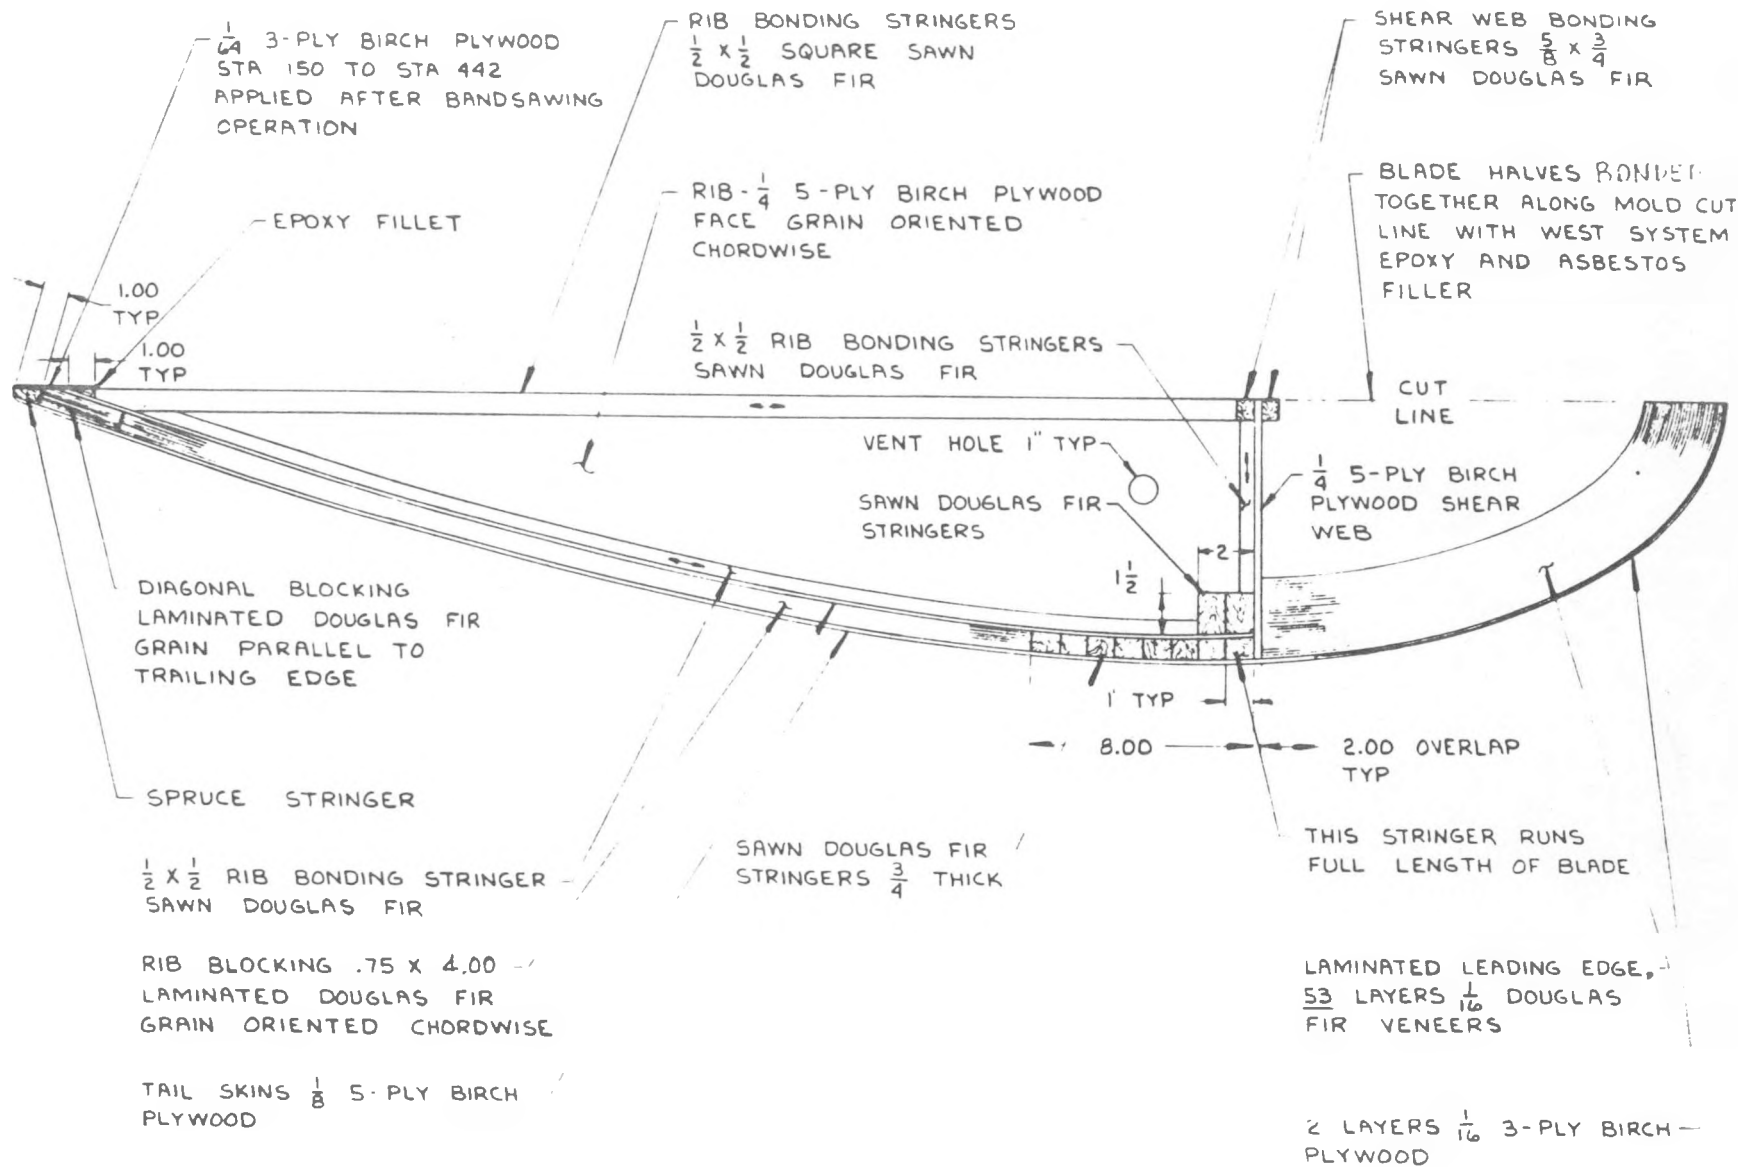 1/64 3-PLY BIRCH PLYWOOD
STA 150 TO STA 442
APPLIED AFTER BANDSAWING
OPERATION
RIB BONDING STRINGERS
1/2 X 1/2 SQUARE SAWN
DOUGLAS FIR
SHEAR WEB BONDING
STRINGERS 5/8 X 3/4
SAWN DOUGLAS FIR
EPOXY FILLET
RIB-1/4 5-PLY BIRCH PLYWOOD
FACE GRAIN ORIENTED
CHORDWISE
BLADE HALVES BONDED
TOGETHER ALONG MOLD CUT
LINE WITH WEST SYSTEM
EPOXY AND ASBESTOS
FILLER
1.00
TYP
1.00
TYP
1/2 X 1/2 RIB BONDING STRINGERS
SAWN DOUGLAS FIR
CUT
LINE
VENT HOLE 1" TYP
SAWN DOUGLAS FIR
STRINGERS
1/4 5-PLY BIRCH
PLYWOOD SHEAR
WEB
2
1 1/2
DIAGONAL BLOCKING
LAMINATED DOUGLAS FIR
GRAIN PARALLEL TO
TRAILING EDGE
1" TYP
8.00
2.00 OVERLAP
TYP
SPRUCE STRINGER
SAWN DOUGLAS FIR
STRINGERS 3/4 THICK
THIS STRINGER RUNS
FULL LENGTH OF BLADE
1/2 X 1/2 RIB BONDING STRINGER
SAWN DOUGLAS FIR
RIB BLOCKING .75 X 4.00
LAMINATED DOUGLAS FIR
GRAIN ORIENTED CHORDWISE
LAMINATED LEADING EDGE,
53 LAYERS 1/16 DOUGLAS
FIR VENEERS
TAIL SKINS 1/8 5-PLY BIRCH
PLYWOOD
2 LAYERS 1/16 3-PLY BIRCH
PLYWOOD